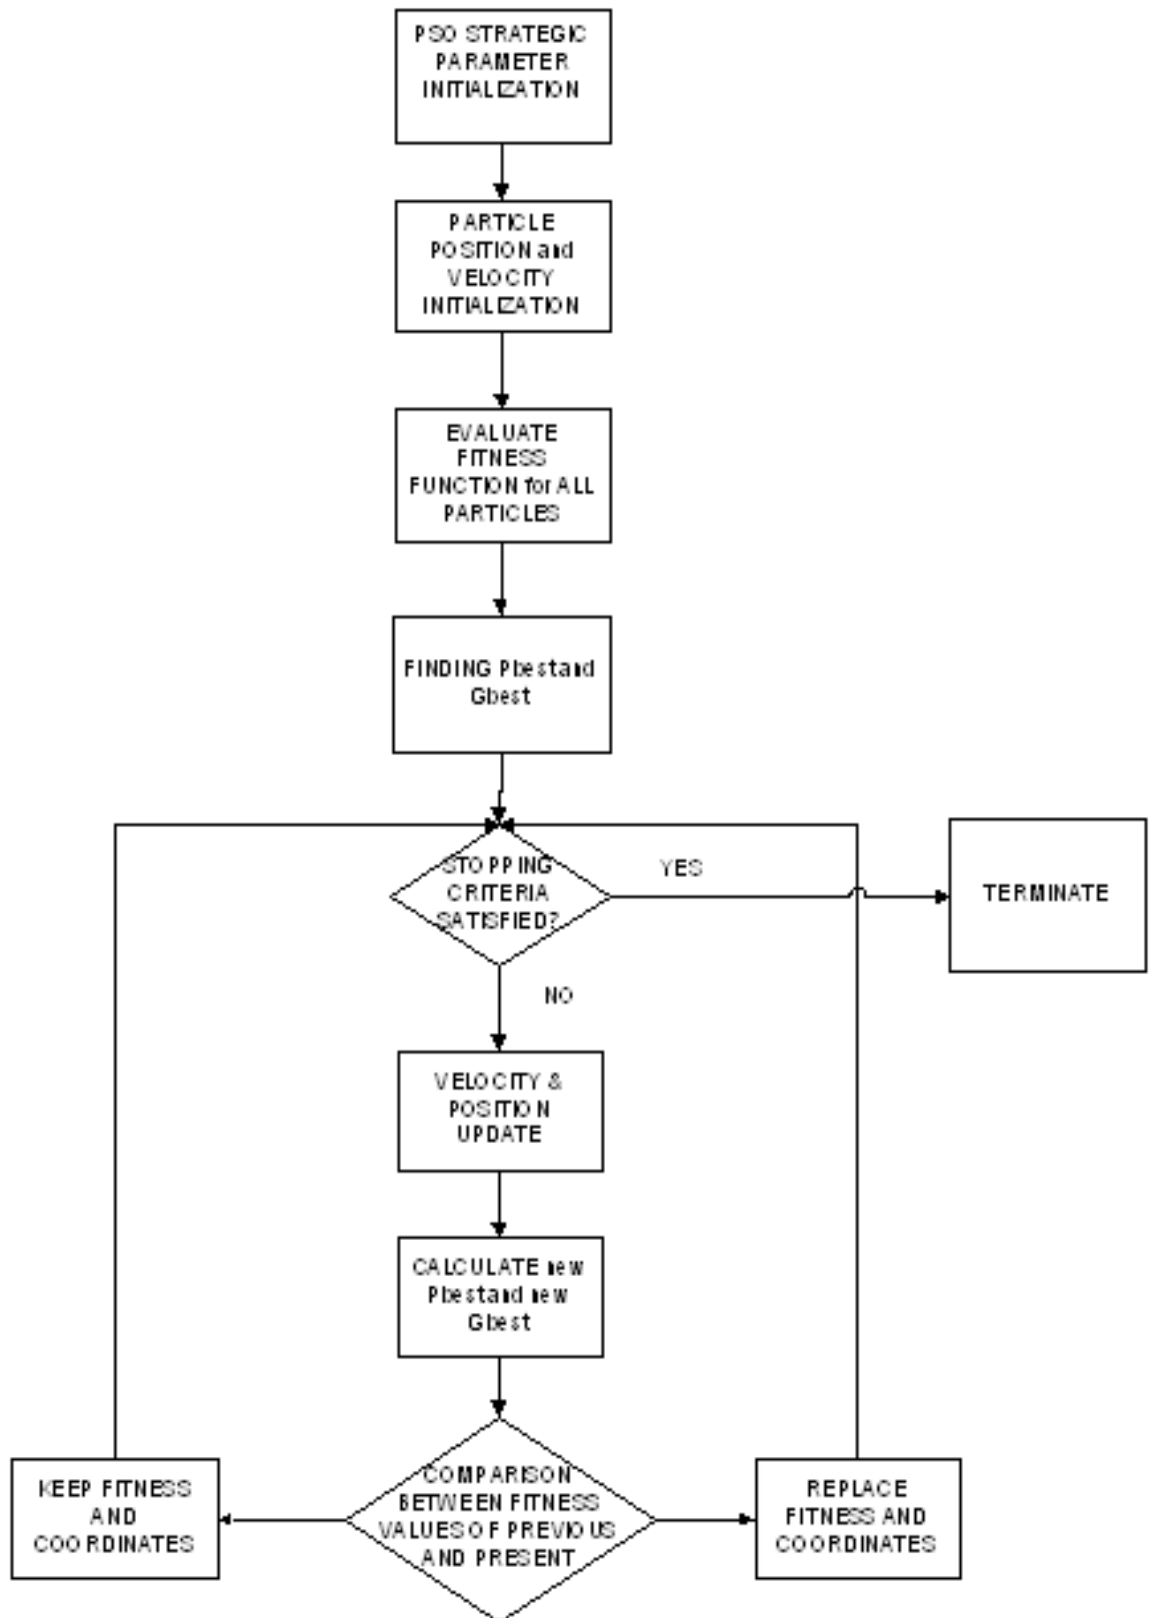 PSO STRATEGIC
PARAMETER
INITIALIZATION
PARTICLE
POSITION and
VELOCITY
INITIALIZATION
EVALUATE
FITNESS
FUNCTION for ALL
PARTICLES
FINDING Pbest and
Gbest
STOPPING
CRITERIA
SATISFIED?
YES
TERMINATE
NO
VELOCITY &
POSITION
UPDATE
CALCULATE new
Pbest and new
Gbest
COMPARISON
BETWEEN FITNESS
VALUES OF PREVIOUS
AND PRESENT
KEEP FITNESS
AND
COORDINATES
REPLACE
FITNESS AND
COORDINATES